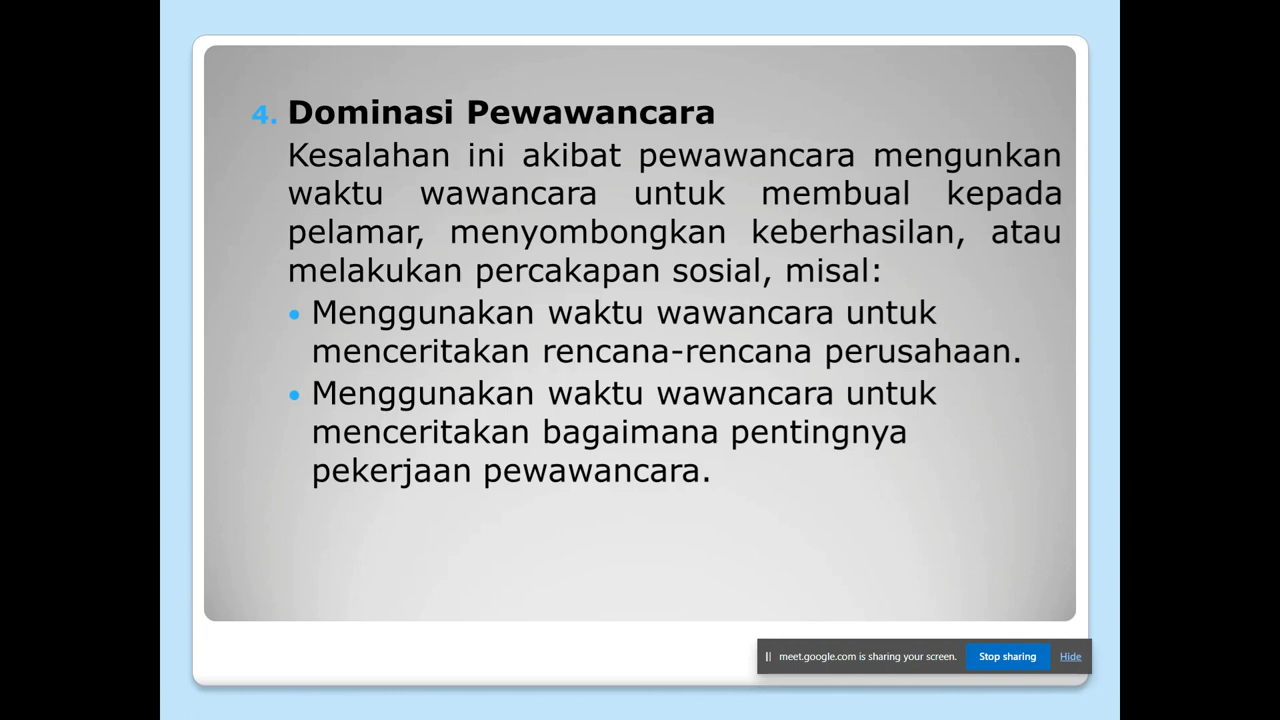 4. Dominasi Pewawancara
Kesalahan ini akibat pewawancara mengunkan
waktu wawancara untuk membual kepada
pelamar, menyombongkan keberhasilan, atau
melakukan percakapan sosial, misal:
• Menggunakan waktu wawancara untuk
menceritakan rencana-rencana perusahaan.
• Menggunakan waktu wawancara untuk
menceritakan bagaimana pentingnya
pekerjaan pewawancara.
meet.google.com is sharing your screen. Stop sharing Hide